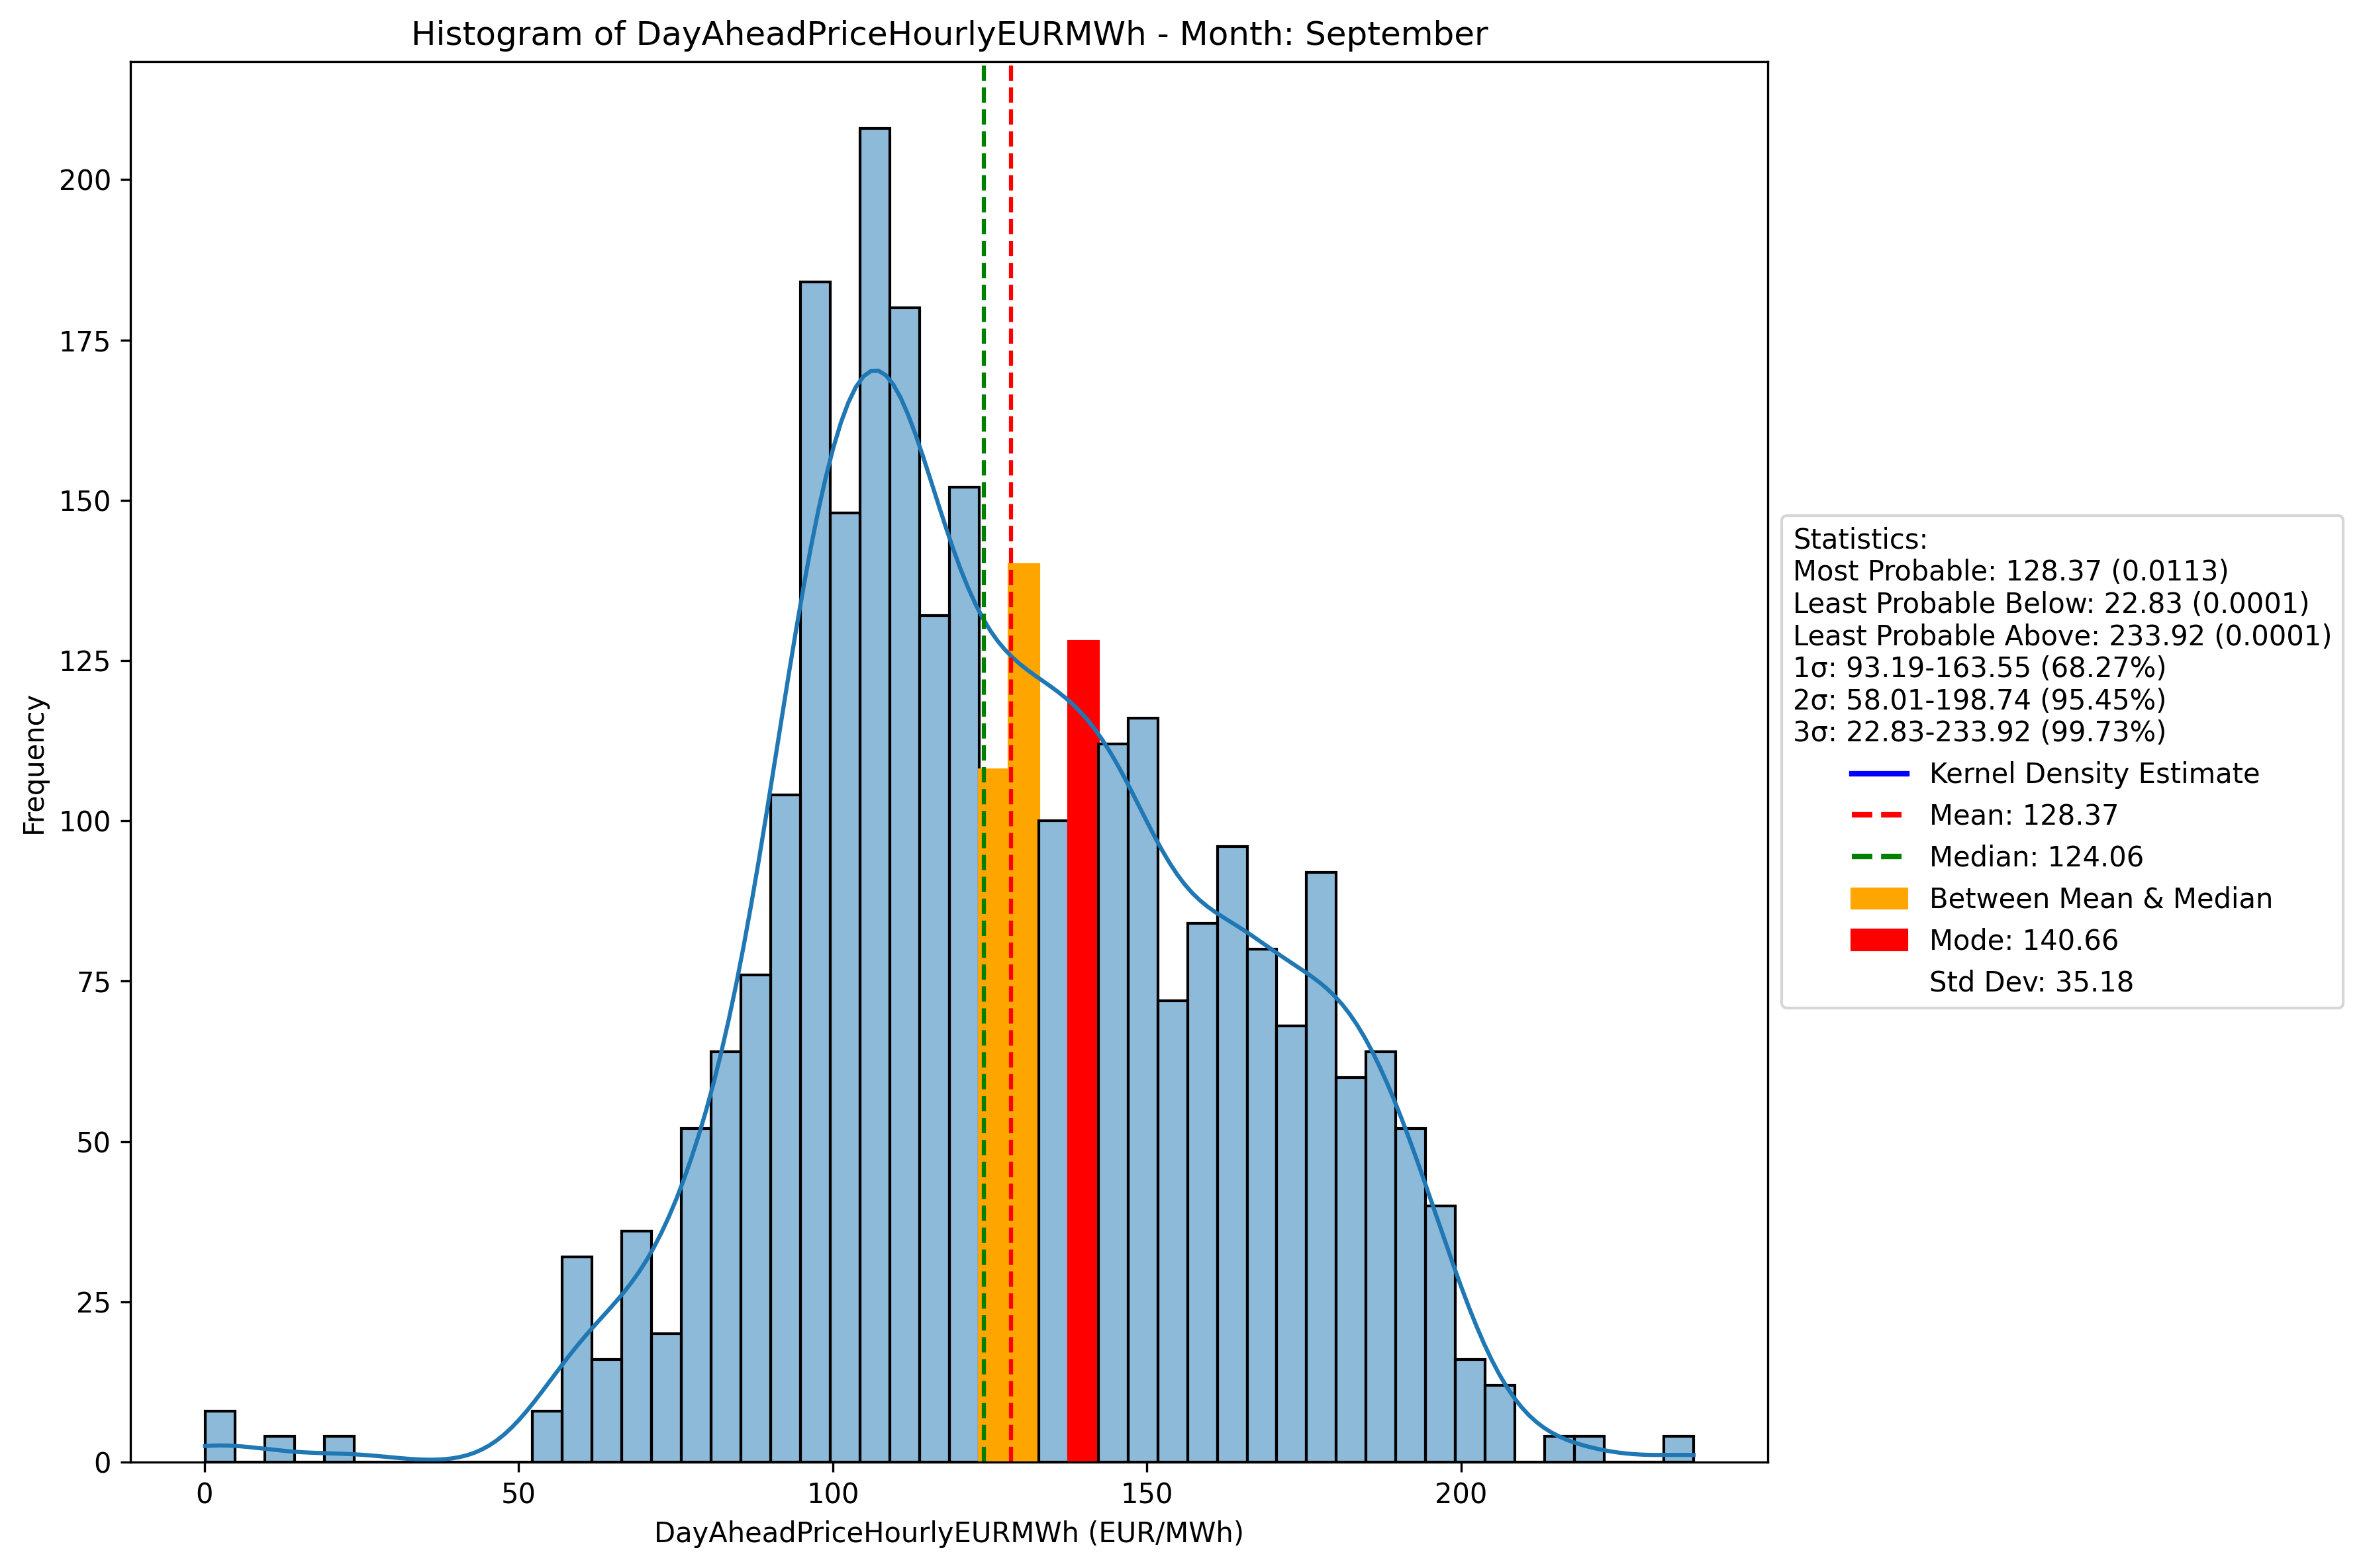 Histogram of DayAheadPriceHourlyEURMWh - Month: September
Frequency
200
175
150
125
100
75
50
25
0
0 50 100 150 200
DayAheadPriceHourlyEURMWh (EUR/MWh)
Statistics:
Most Probable: 128.37 (0.0113)
Least Probable Below: 22.83 (0.0001)
Least Probable Above: 233.92 (0.0001)
1σ: 93.19-163.55 (68.27%)
2σ: 58.01-198.74 (95.45%)
3σ: 22.83-233.92 (99.73%)
Kernel Density Estimate
Mean: 128.37
Median: 124.06
Between Mean & Median
Mode: 140.66
Std Dev: 35.18